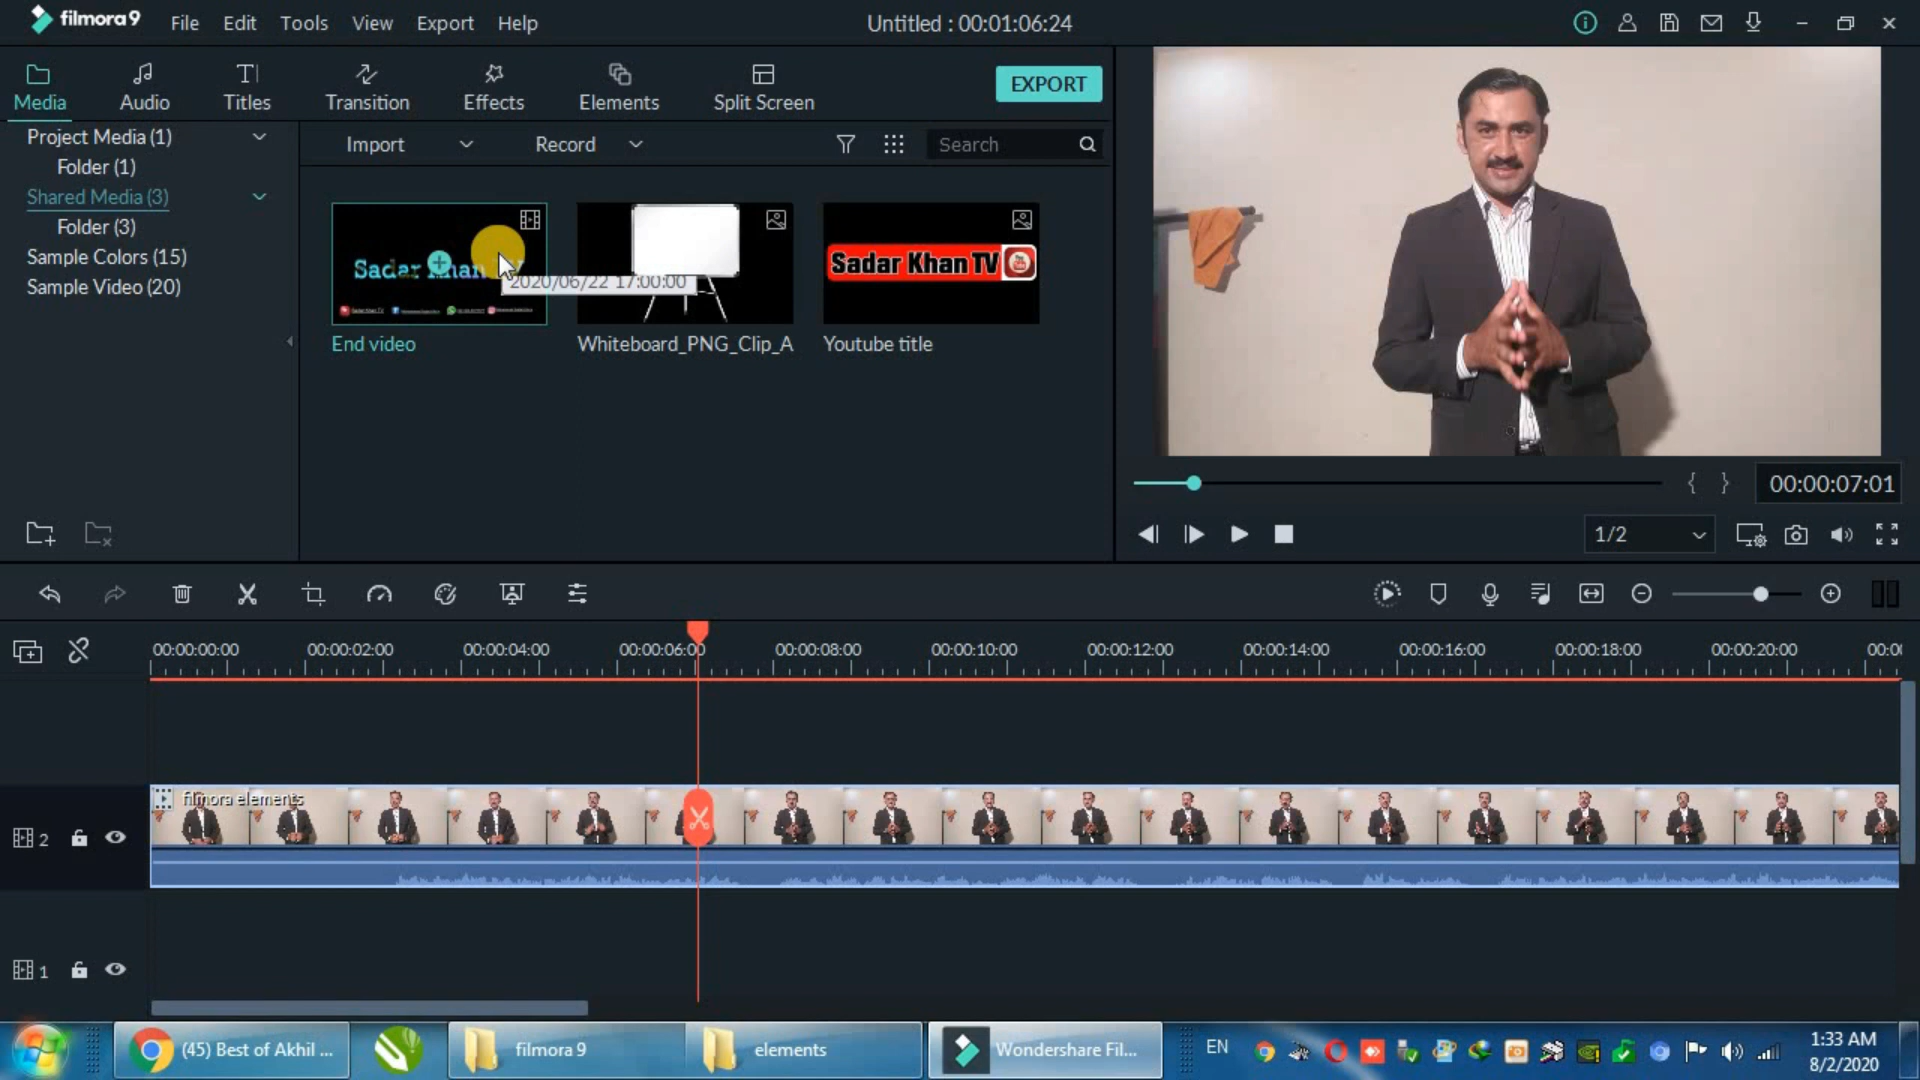 filmora 9 File Edit Tools View Export Help Untitled : 00:01:06:24
Media Audio Titles Transition Effects Elements Split Screen EXPORT
Project Media (1)
Folder (1)
Shared Media (3)
Folder (3)
Sample Colors (15)
Sample Video (20)
Import Record Search
Sadar Khan
2020/06/22 17:00:00
Sadar Khan TV
End video Whiteboard_PNG_Clip_A Youtube title
{ } 00:00:07:01
1/2
00:00:00:00 00:00:02:00 00:00:04:00 00:00:06:00 00:00:08:00 00:00:10:00 00:00:12:00 00:00:14:00 00:00:16:00 00:00:18:00 00:00:20:00 00:00
filmora elements
2
1
(45) Best of Akhil ... filmora 9 elements Wondershare Fil... EN 1:33 AM
8/2/2020